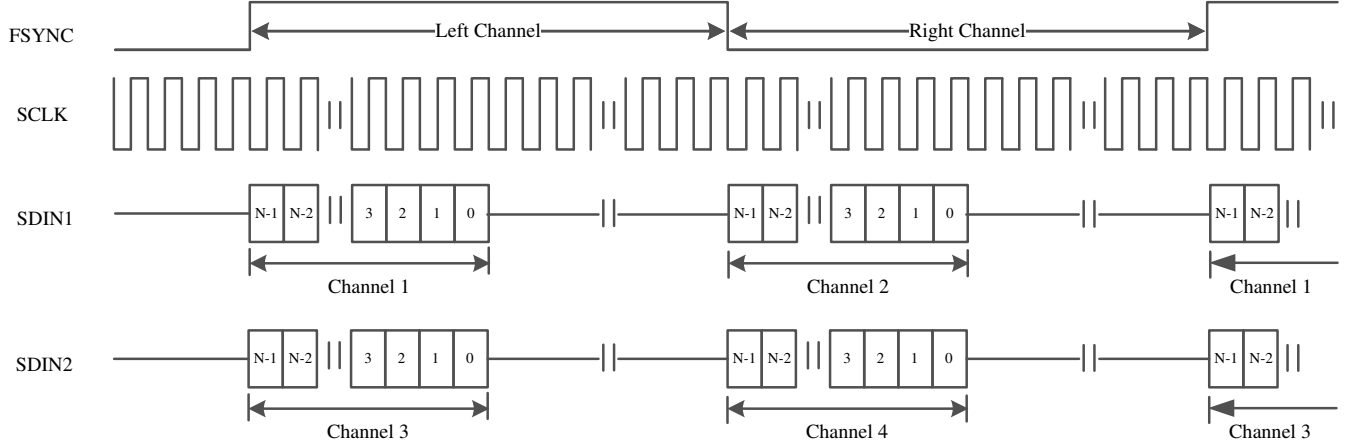 FSYNC
Left Channel
Right Channel
SCLK
SDIN1
N-1 N-2 3 2 1 0 N-1 N-2 3 2 1 0 N-1 N-2
Channel 1
Channel 2
Channel 1
SDIN2
N-1 N-2 3 2 1 0 N-1 N-2 3 2 1 0 N-1 N-2
Channel 3
Channel 4
Channel 3